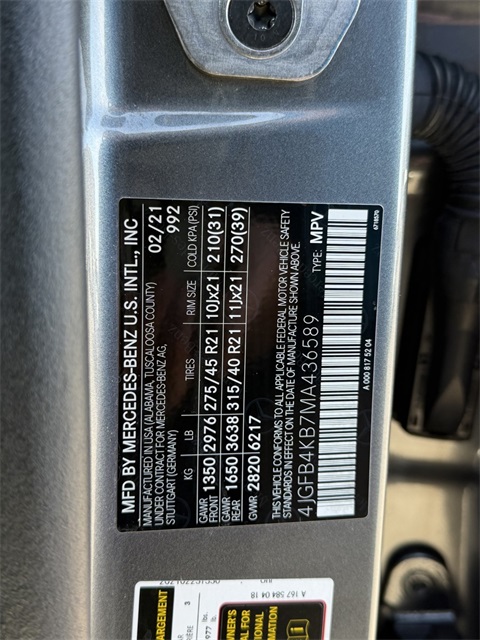 MFD BY MERCEDES-BENZ U.S. INTL., INC
MANUFACTURED IN USA (ALABAMA, TUSCALOOSA COUNTY) 02/21
UNDER CONTRACT FOR MERCEDES-BENZ AG, 992
STUTTGART (GERMANY)
KG LB TIRES RIM SIZE COLD KPA(PSI)
GAWR 1350 2976 275/45 R21 10Jx21 210(31)
GAWR 1650 3638 315/40 R21 11Jx21 270(39)
GVWR 2820 6217
THIS VEHICLE CONFORMS TO ALL APPLICABLE FEDERAL MOTOR VEHICLE SAFETY
STANDARDS IN EFFECT ON THE DATE OF MANUFACTURE SHOWN ABOVE.
4JGFB4KB7MA436589 TYPE: MPV
A 000 817 52 04 6718570
A 167 584 04 18